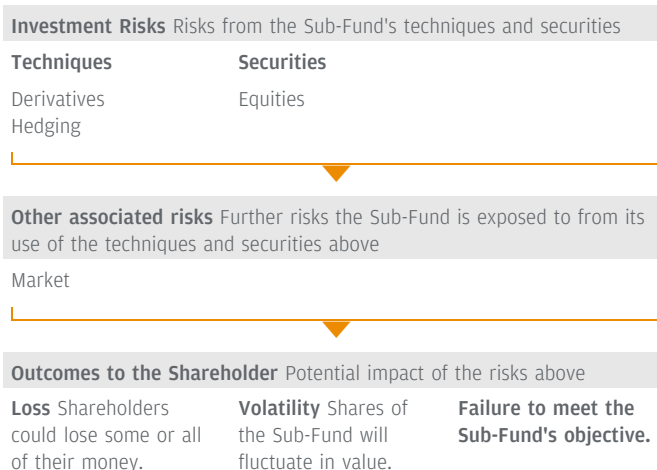 Investment Risks Risks from the Sub-Fund's techniques and securities
Techniques
Derivatives
Hedging
Securities
Equities
Other associated risks Further risks the Sub-Fund is exposed to from its
use of the techniques and securities above
Market
Outcomes to the Shareholder Potential impact of the risks above
Loss Shareholders
could lose some or all
of their money.
Volatility Shares of
the Sub-Fund will
fluctuate in value.
Failure to meet the
Sub-Fund's objective.